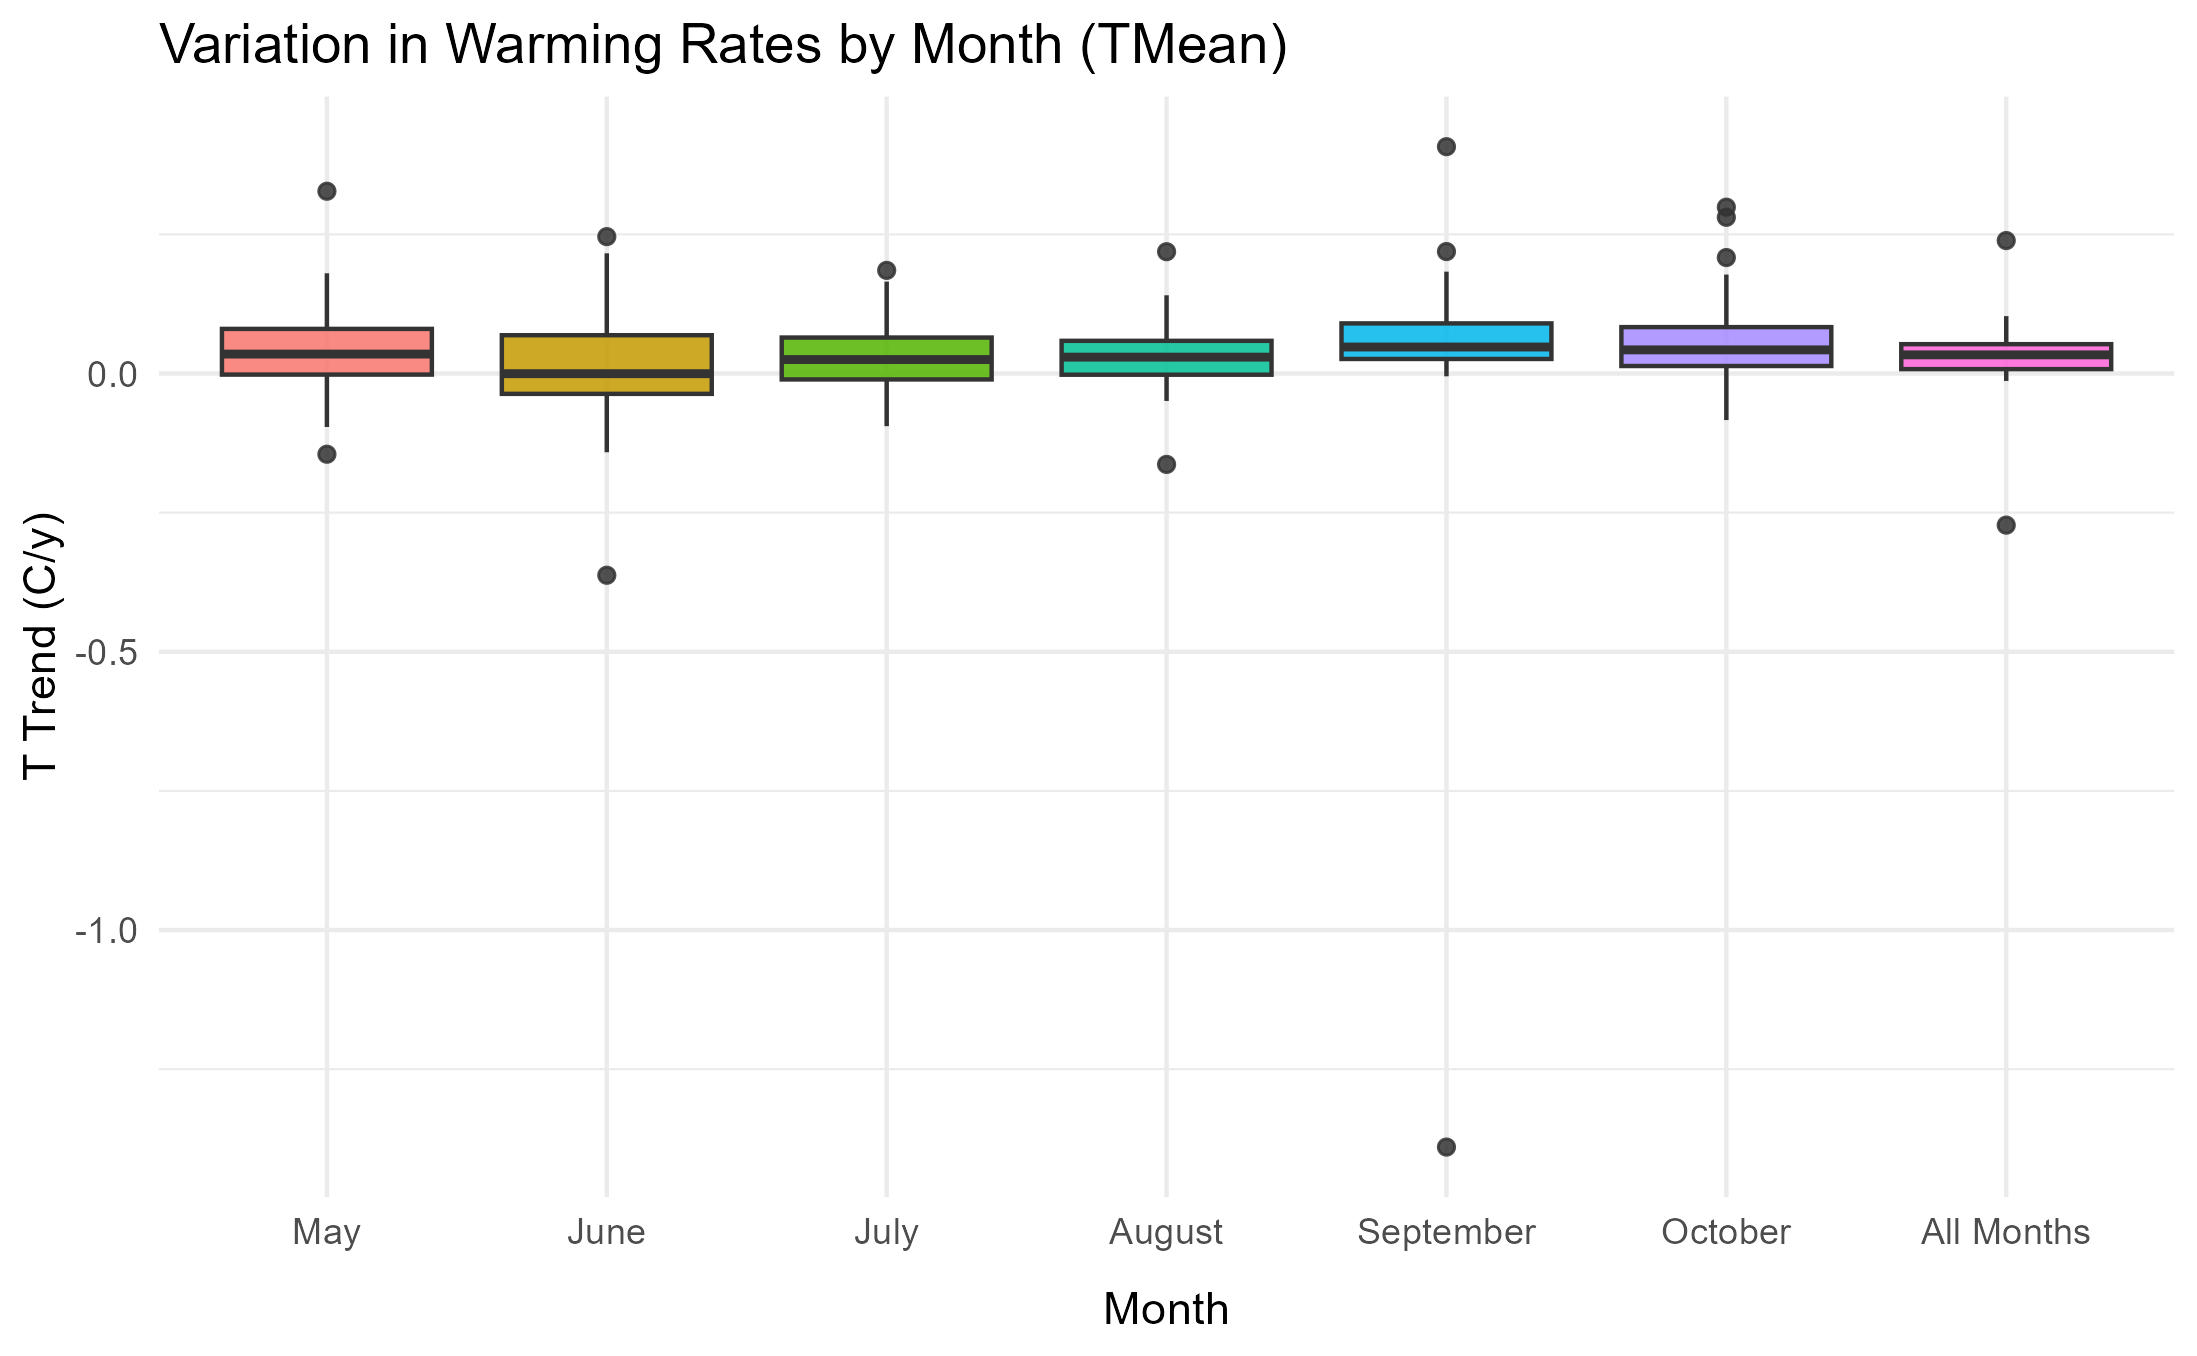 Variation in Warming Rates by Month (TMean)
T Trend (C/y)
0.0
-0.5
-1.0
May June July August September October All Months
Month